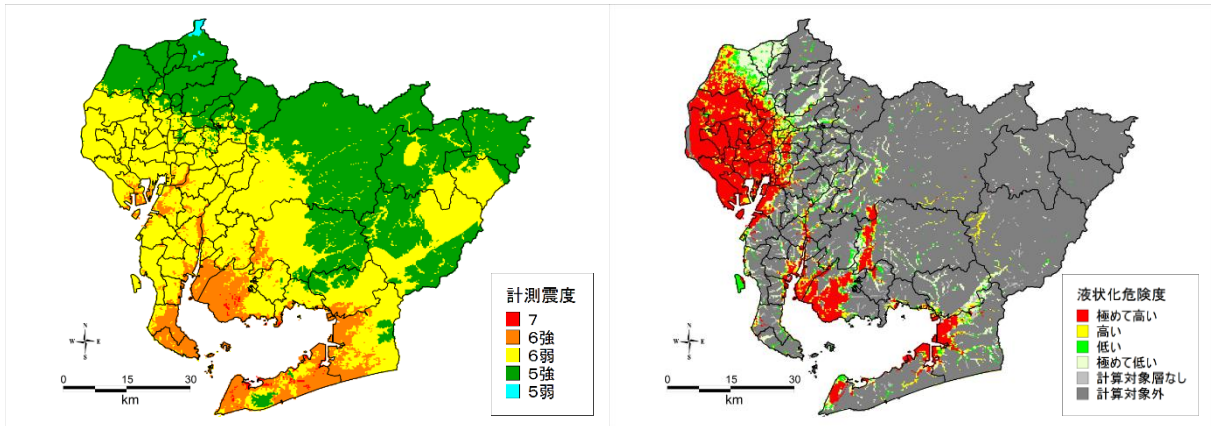 計測震度
7
6強
6弱
5強
5弱
N
W E
S
0 15 30
km
液状化危険度
極めて高い
高い
低い
極めて低い
計算対象層なし
計算対象外
N
W E
S
0 15 30
km